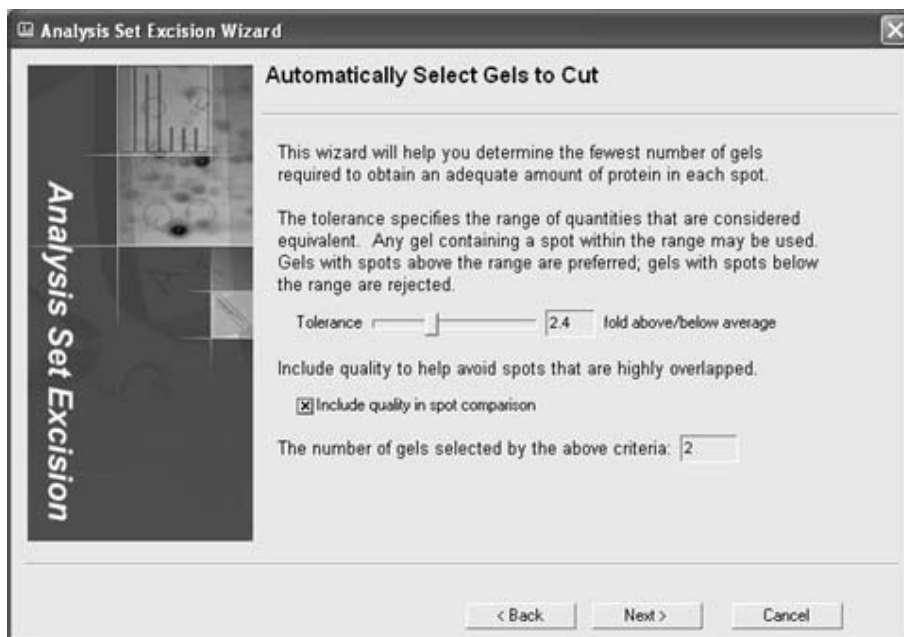 Analysis Set Excision Wizard
Analysis Set Excision
Automatically Select Gels to Cut
This wizard will help you determine the fewest number of gels
required to obtain an adequate amount of protein in each spot.
The tolerance specifies the range of quantities that are considered
equivalent. Any gel containing a spot within the range may be used.
Gels with spots above the range are preferred; gels with spots below
the range are rejected.
Tolerance 2.4 fold above/below average
Include quality to help avoid spots that are highly overlapped.
Include quality in spot comparison
The number of gels selected by the above criteria: 2
< Back Next > Cancel